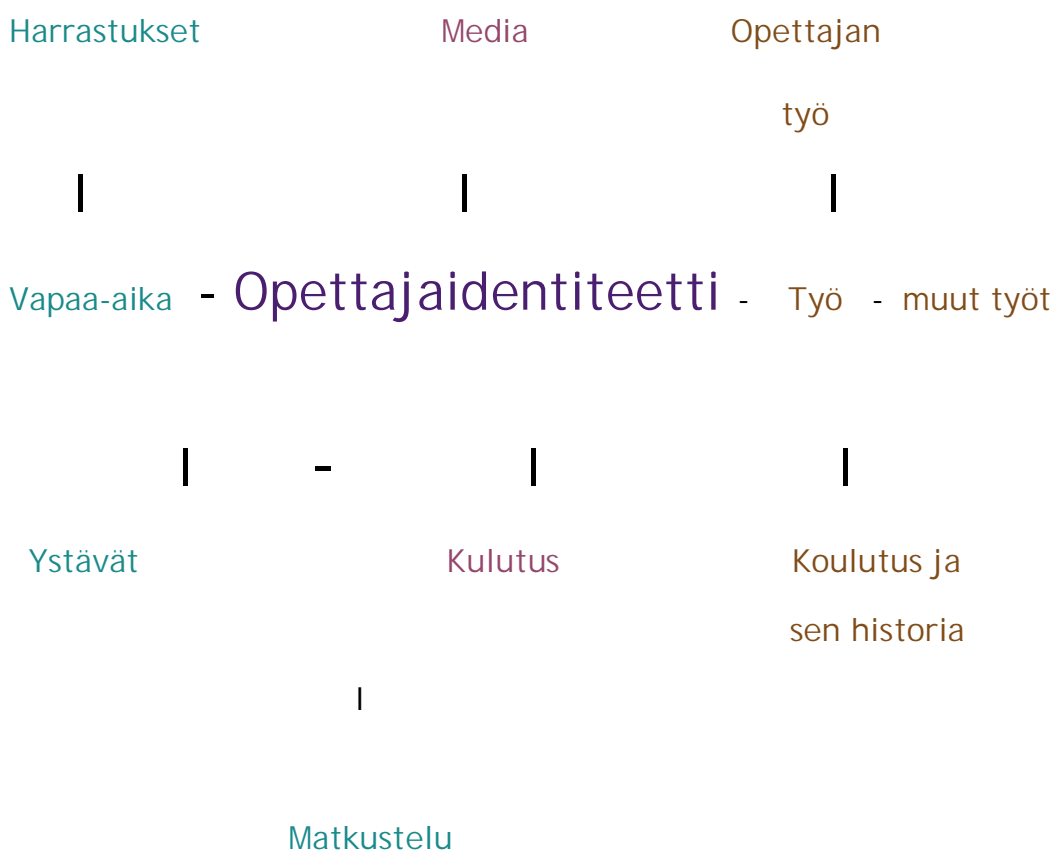 Harrastukset Media Opettajan
työ
| | |
Vapaa-aika - Opettajaidentiteetti - Työ - muut työt
| - | |
Ystävät Kulutus Koulutus ja
sen historia
|
Matkustelu